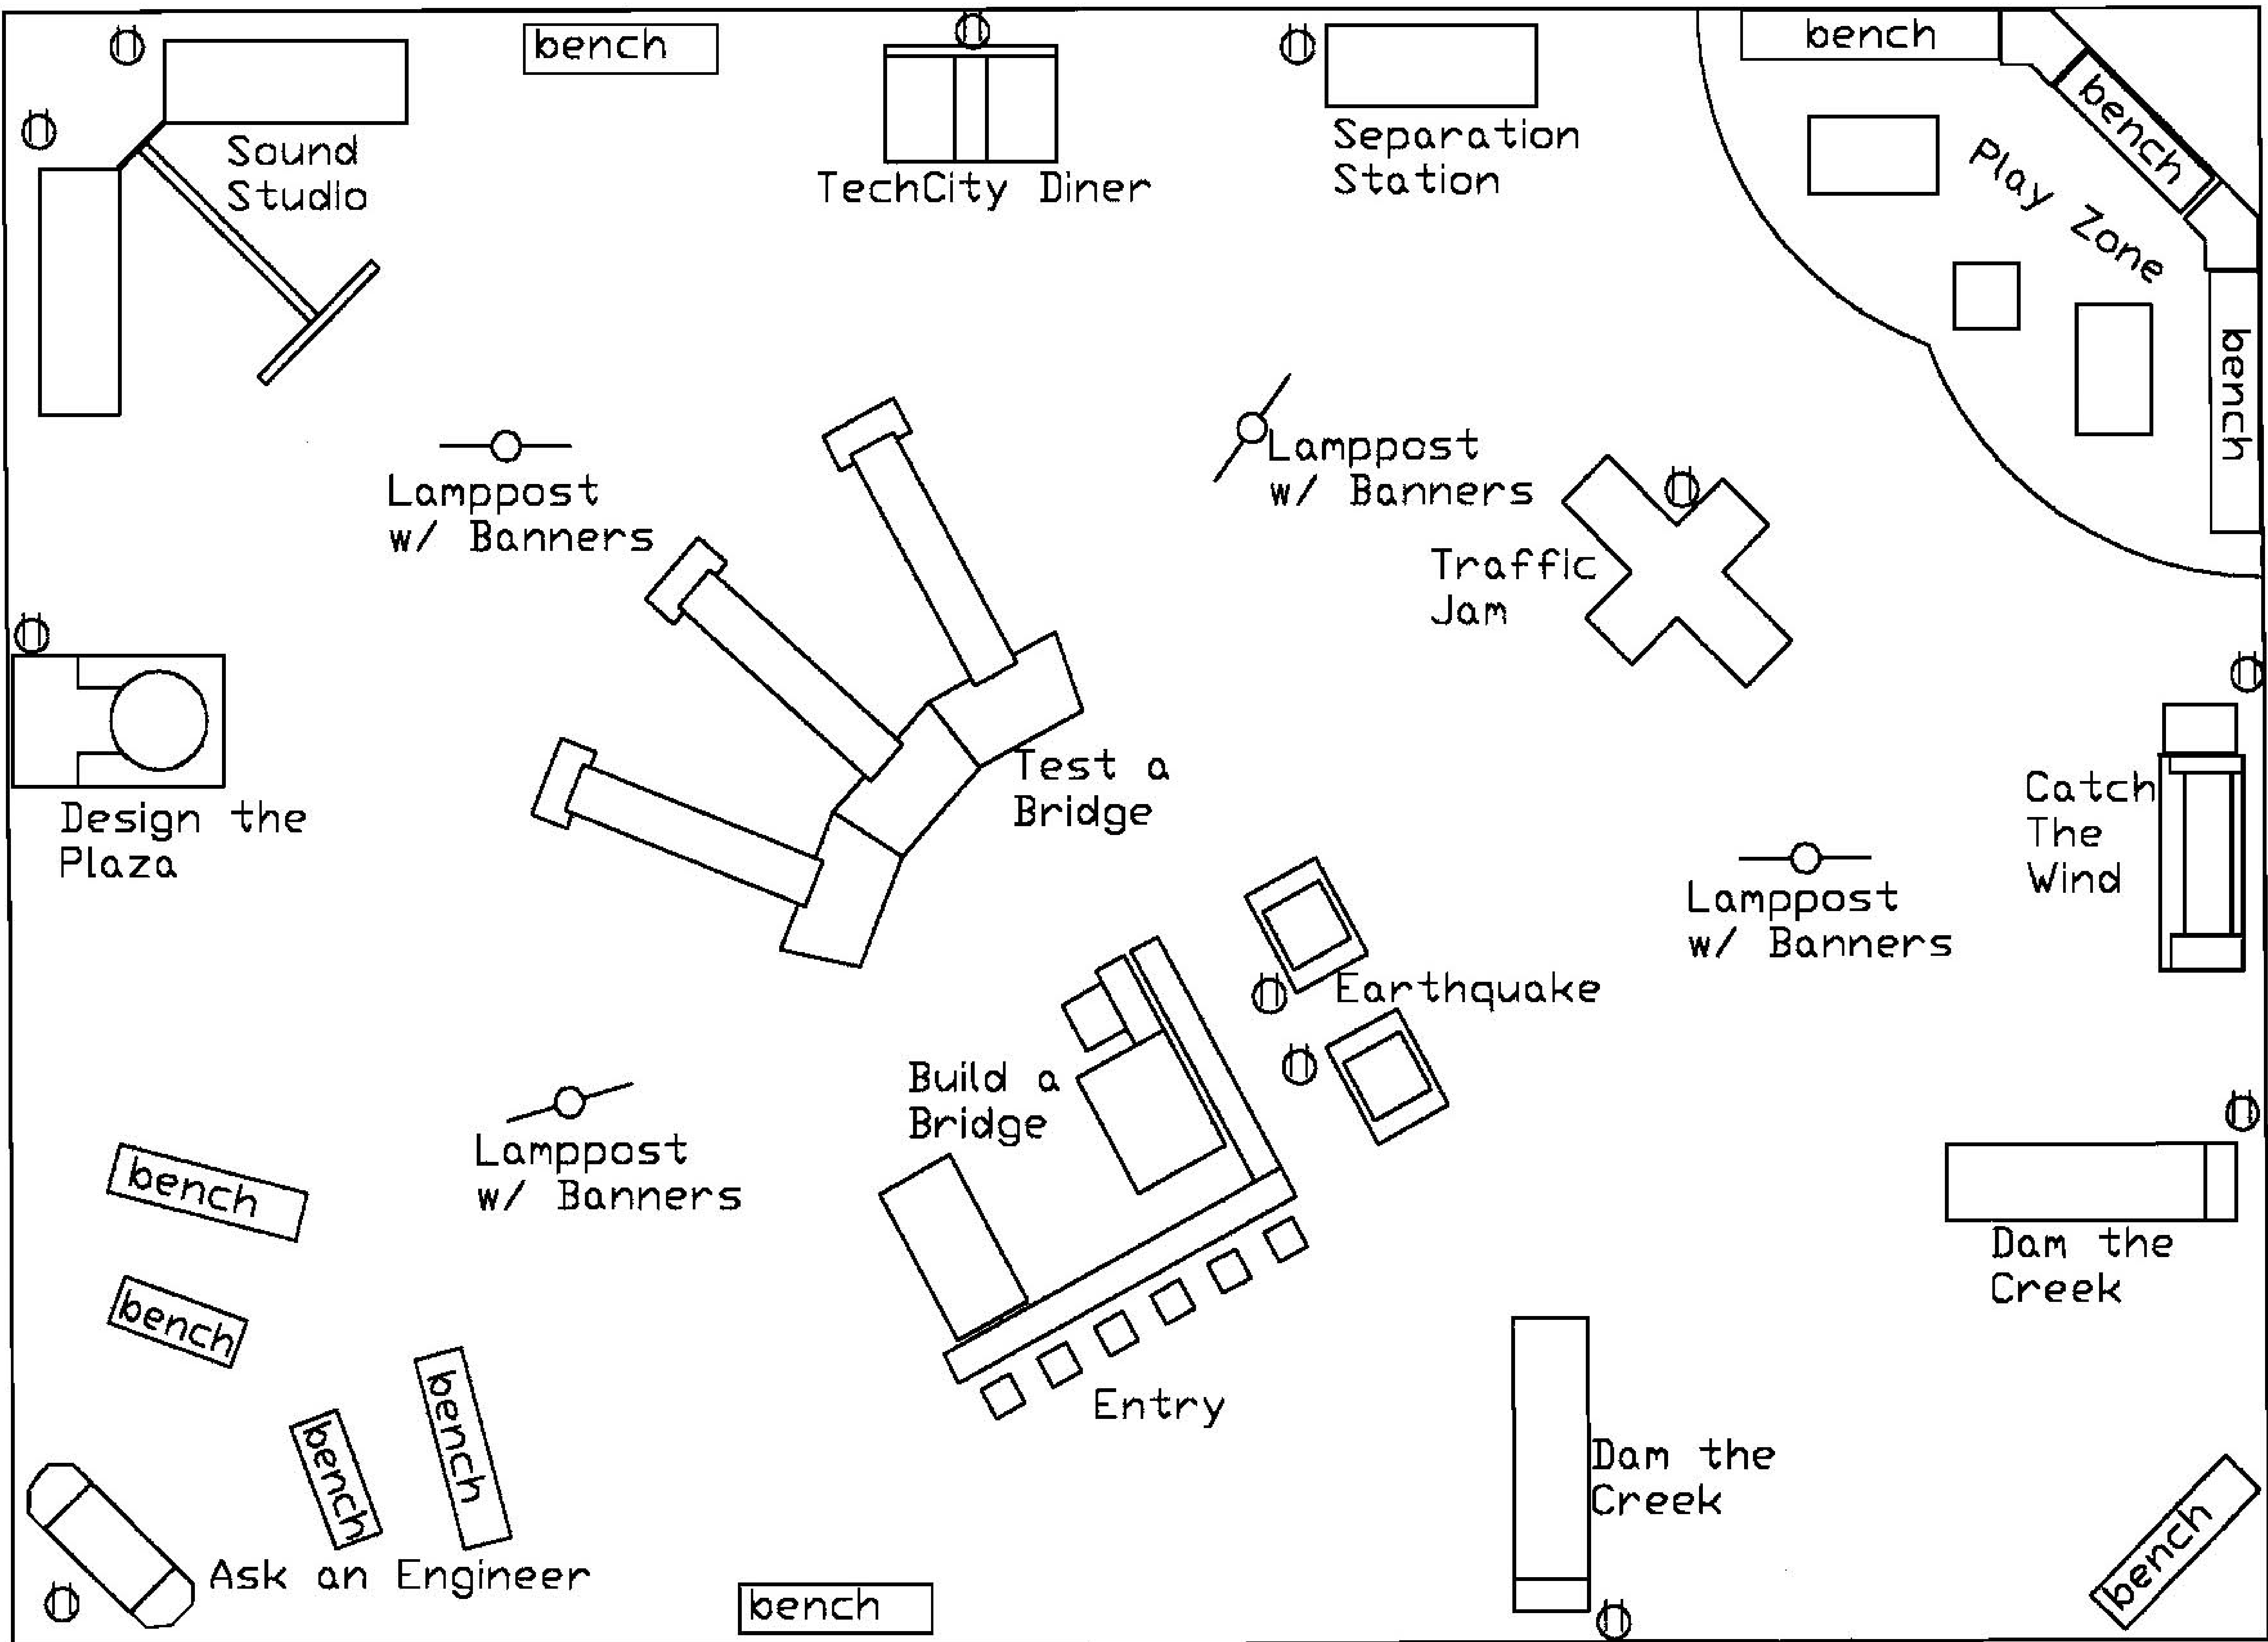 bench
bench
Sound
Studio
TechCity Diner
Separation
Station
bench
Play Zone
bench
Lamppost
w/ Banners
Lamppost
w/ Banners
Traffic
Jam
Test a
Bridge
Design the
Plaza
Catch
The
Wind
Lamppost
w/ Banners
Earthquake
Build a
Bridge
Lamppost
w/ Banners
bench
bench
Dam the
Creek
bench
bench
Entry
Dam the
Creek
bench
Ask an Engineer
bench